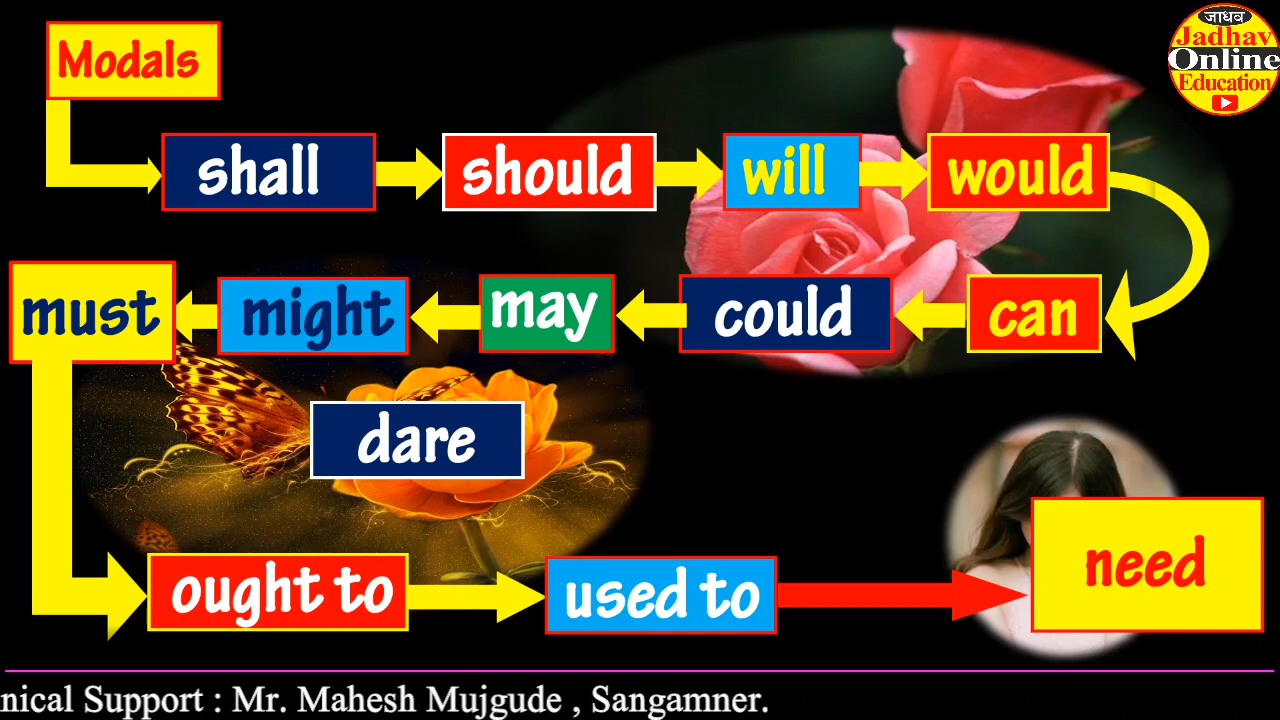 Modals
जाधव
Jadhav
Online
Education
shall
should
will
would
can
could
may
might
must
dare
ought to
used to
need
nical Support : Mr. Mahesh Mujgude , Sangamner.